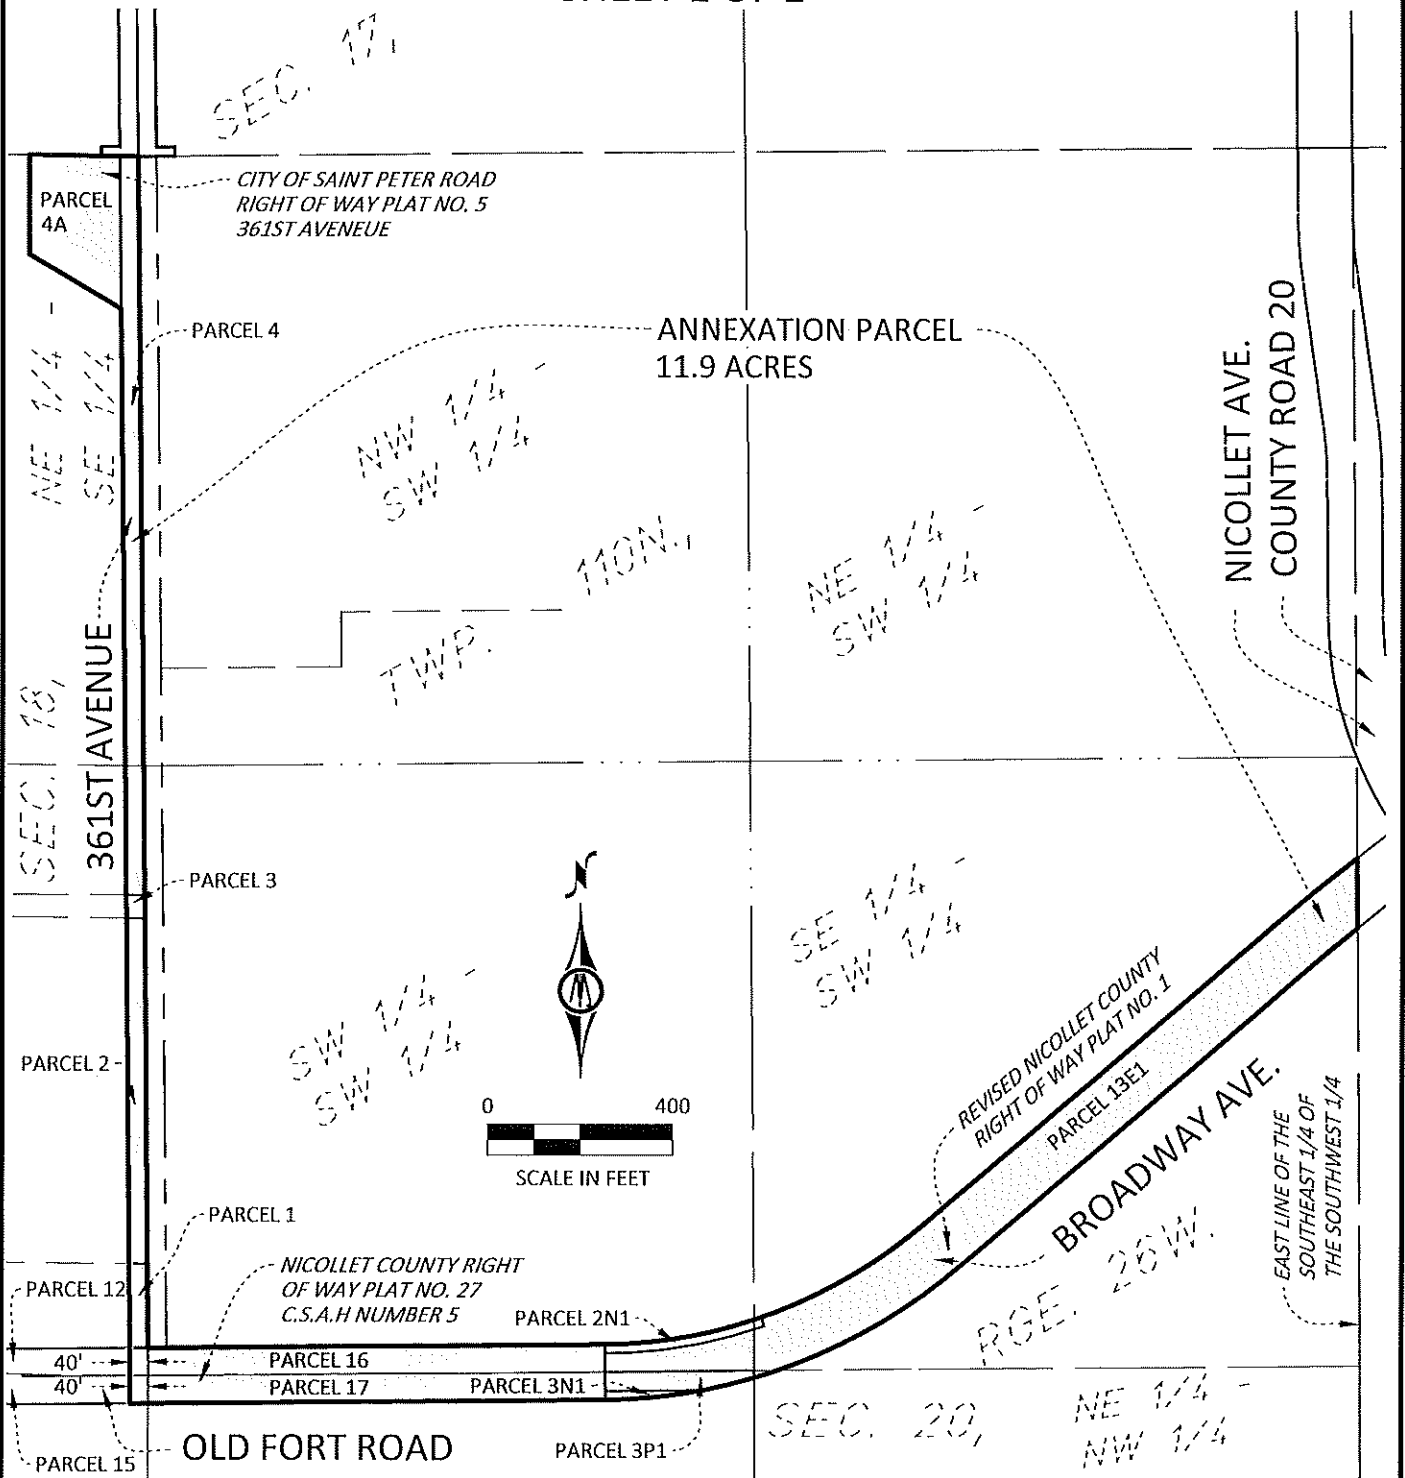 SEC. 17,
CITY OF SAINT PETER ROAD
RIGHT OF WAY PLAT NO. 5
361ST AVENEUE
PARCEL
4A
PARCEL 4
ANNEXATION PARCEL
11.9 ACRES
NICOLLET AVE.
COUNTY ROAD 20
NE 1/4 -
SE 1/4
NW 1/4 -
SW 1/4
NE 1/4 -
SW 1/4
TWP. 110N.,
SEC. 18,
361ST AVENUE
PARCEL 3
N
SE 1/4 -
SW 1/4
SW 1/4 -
SW 1/4
PARCEL 2
0 400
SCALE IN FEET
REVISED NICOLLET COUNTY
RIGHT OF WAY PLAT NO. 1
PARCEL 13E1
BROADWAY AVE.
EAST LINE OF THE
SOUTHEAST 1/4 OF
THE SOUTHWEST 1/4
PARCEL 1
RGE. 26W.
NICOLLET COUNTY RIGHT
OF WAY PLAT NO. 27
C.S.A.H NUMBER 5
PARCEL 12
PARCEL 2N1
40'
PARCEL 16
40'
PARCEL 17
PARCEL 3N1
SEC. 20,
NE 1/4 -
NW 1/4
OLD FORT ROAD
PARCEL 3P1
PARCEL 15